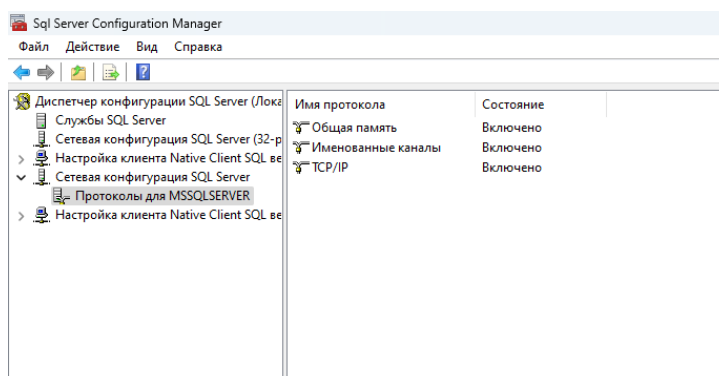 Sql Server Configuration Manager
Файл Действие Вид Справка
Диспетчер конфигурации SQL Server (Лока
Службы SQL Server
Сетевая конфигурация SQL Server (32-р
Настройка клиента Native Client SQL ве
Сетевая конфигурация SQL Server
Протоколы для MSSQLSERVER
Настройка клиента Native Client SQL ве
Имя протокола Состояние
Общая память Включено
Именованные каналы Включено
TCP/IP Включено